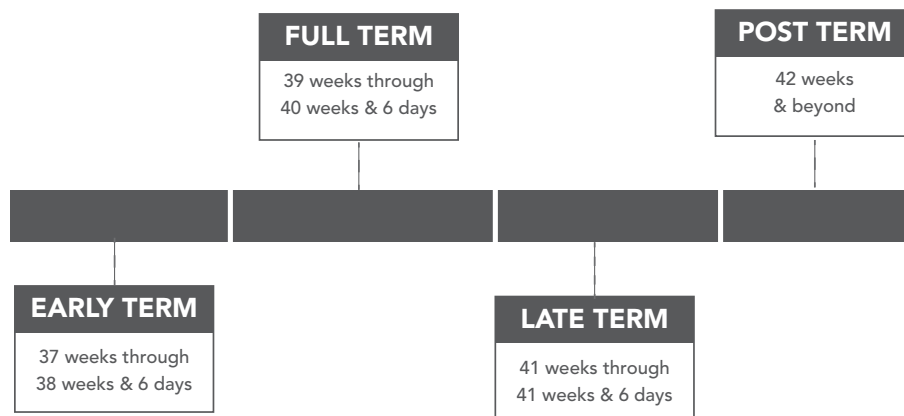 FULL TERM
39 weeks through
40 weeks & 6 days
POST TERM
42 weeks
& beyond
EARLY TERM
37 weeks through
38 weeks & 6 days
LATE TERM
41 weeks through
41 weeks & 6 days